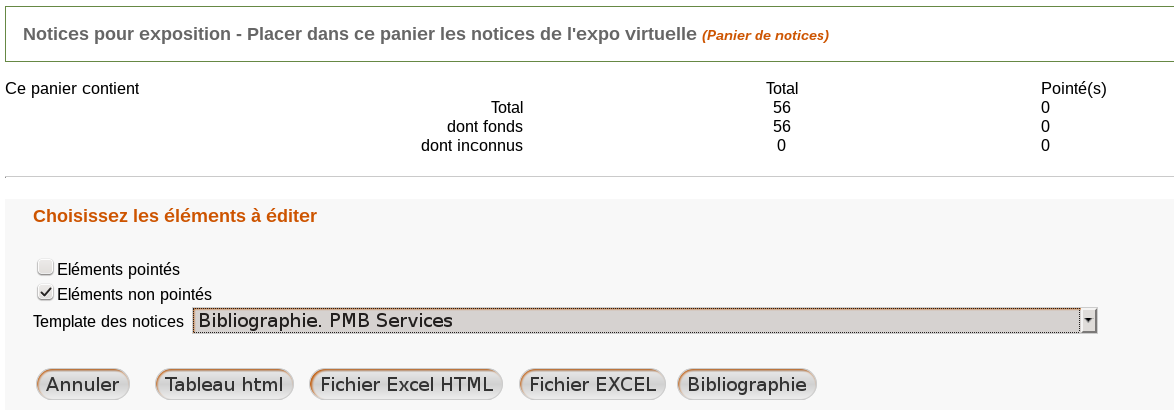 Notices pour exposition - Placer dans ce panier les notices de l'expo virtuelle (Panier de notices)
Ce panier contient Total Pointé(s)
Total 56 0
dont fonds 56 0
dont inconnus 0 0
Choisissez les éléments à éditer
Eléments pointés
Eléments non pointés
Template des notices Bibliographie. PMB Services
Annuler Tableau html Fichier Excel HTML Fichier EXCEL Bibliographie